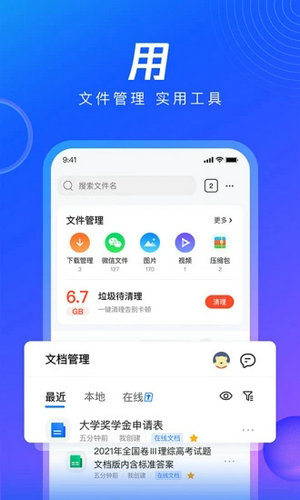 用
文件管理 实用工具
9:41
搜索文件名
2
文件管理
更多 >
下载管理 微信文件 图片 视频 压缩包
3 127 170 3 6
6.7
GB
垃圾待清理
一键清理告别卡顿
清理
文档管理
最近 本地 在线
大学奖学金申请表
五分钟前 我创建 在线文档
2021年全国卷Ⅲ理综高考试题
文档版内含标准答案
五分钟前 我创建 在线文档